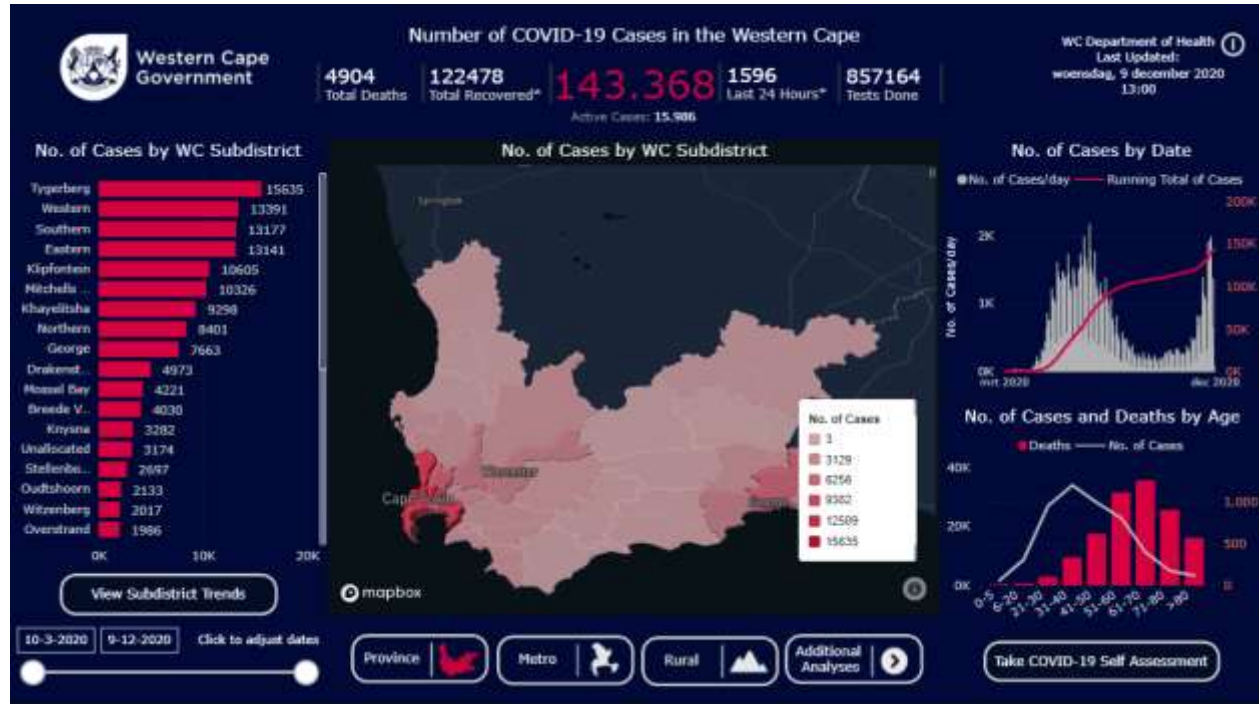 Western Cape
Government
Number of COVID-19 Cases in the Western Cape
4904
Total Deaths
122478
Total Recovered*
143.368
1596
Last 24 Hours*
857164
Tests Done
Active Cases: 15.986
WC Department of Health
Last Updated:
woensdag, 9 december 2020
13:00
No. of Cases by WC Subdistrict
Tygerberg 15635
Western 13391
Southern 13177
Eastern 13141
Klipfontein 10605
Mitchells ... 10326
Khayelitsha 9298
Northern 8401
George 7663
Drakenst... 4973
Mossel Bay 4221
Breede V... 4030
Knysna 3282
Unallocated 3174
Stellenbo... 2697
Oudtshoorn 2133
Witzenberg 2017
Overstrand 1986
0K 10K 20K
View Subdistrict Trends
10-3-2020 9-12-2020 Click to adjust dates
No. of Cases by WC Subdistrict
Springbok
Worcester
No. of Cases
3
3129
6256
9382
12509
15635
mapbox
Province
Metro
Rural
Additional
Analyses
No. of Cases by Date
No. of Cases/day Running Total of Cases
No. of Cases/day
2K
1K
0K
200K
150K
100K
50K
0K
mrt 2020 dec 2020
No. of Cases and Deaths by Age
Deaths No. of Cases
40K
20K
0K
1.000
500
0
0-5 6-20 21-30 31-40 41-50 51-60 61-70 71-80 >80
Take COVID-19 Self Assessment